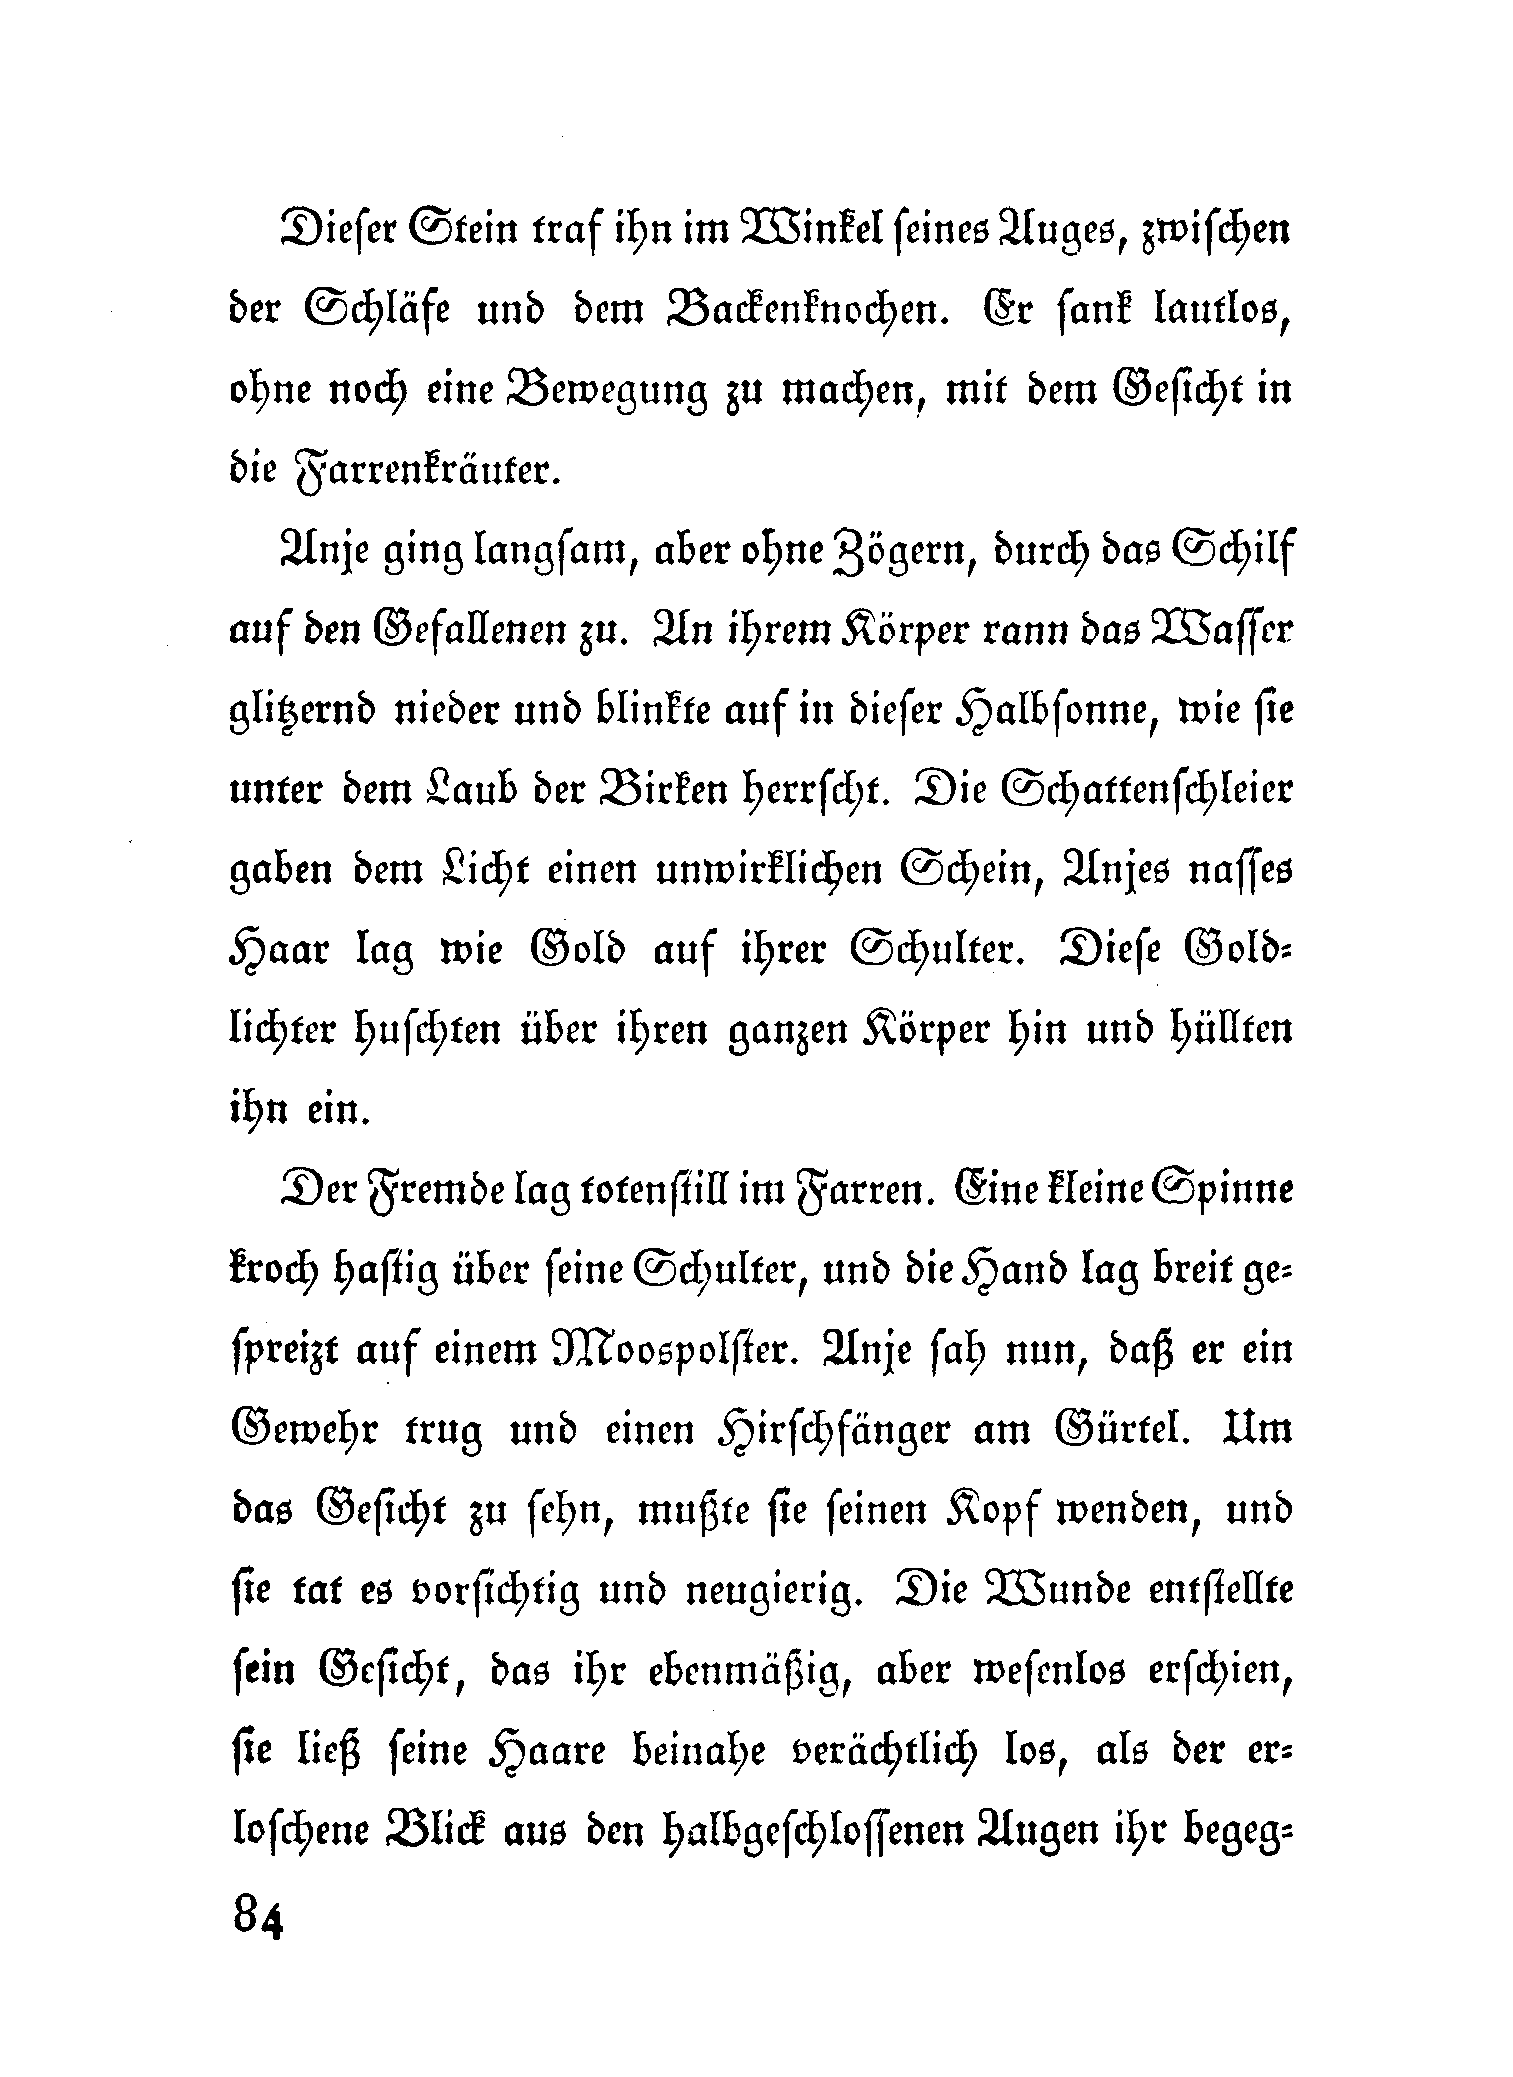 Dieſer Stein traf ihn im Winkel ſeines Auges, zwiſchen
der Schläfe und dem Backenknochen. Er ſank lautlos,
ohne noch eine Bewegung zu machen, mit dem Geſicht in
die Farrenkräuter.
Anje ging langſam, aber ohne Zögern, durch das Schilf
auf den Gefallenen zu. An ihrem Körper rann das Waſſer
glitzernd nieder und blinkte auf in dieſer Halbſonne, wie ſie
unter dem Laub der Birken herrſcht. Die Schattenſchleier
gaben dem Licht einen unwirklichen Schein, Anjes naſſes
Haar lag wie Gold auf ihrer Schulter. Dieſe Gold⸗
lichter huſchten über ihren ganzen Körper hin und hüllten
ihn ein.
Der Fremde lag totenſtill im Farren. Eine kleine Spinne
kroch haſtig über ſeine Schulter, und die Hand lag breit ge⸗
ſpreizt auf einem Moospolſter. Anje ſah nun, daß er ein
Gewehr trug und einen Hirſchfänger am Gürtel. Um
das Geſicht zu ſehn, mußte ſie ſeinen Kopf wenden, und
ſie tat es vorſichtig und neugierig. Die Wunde entſtellte
ſein Geſicht, das ihr ebenmäßig, aber weſenlos erſchien,
ſie ließ ſeine Haare beinahe verächtlich los, als der er⸗
loſchene Blick aus den halbgeſchloſſenen Augen ihr begeg⸗
84